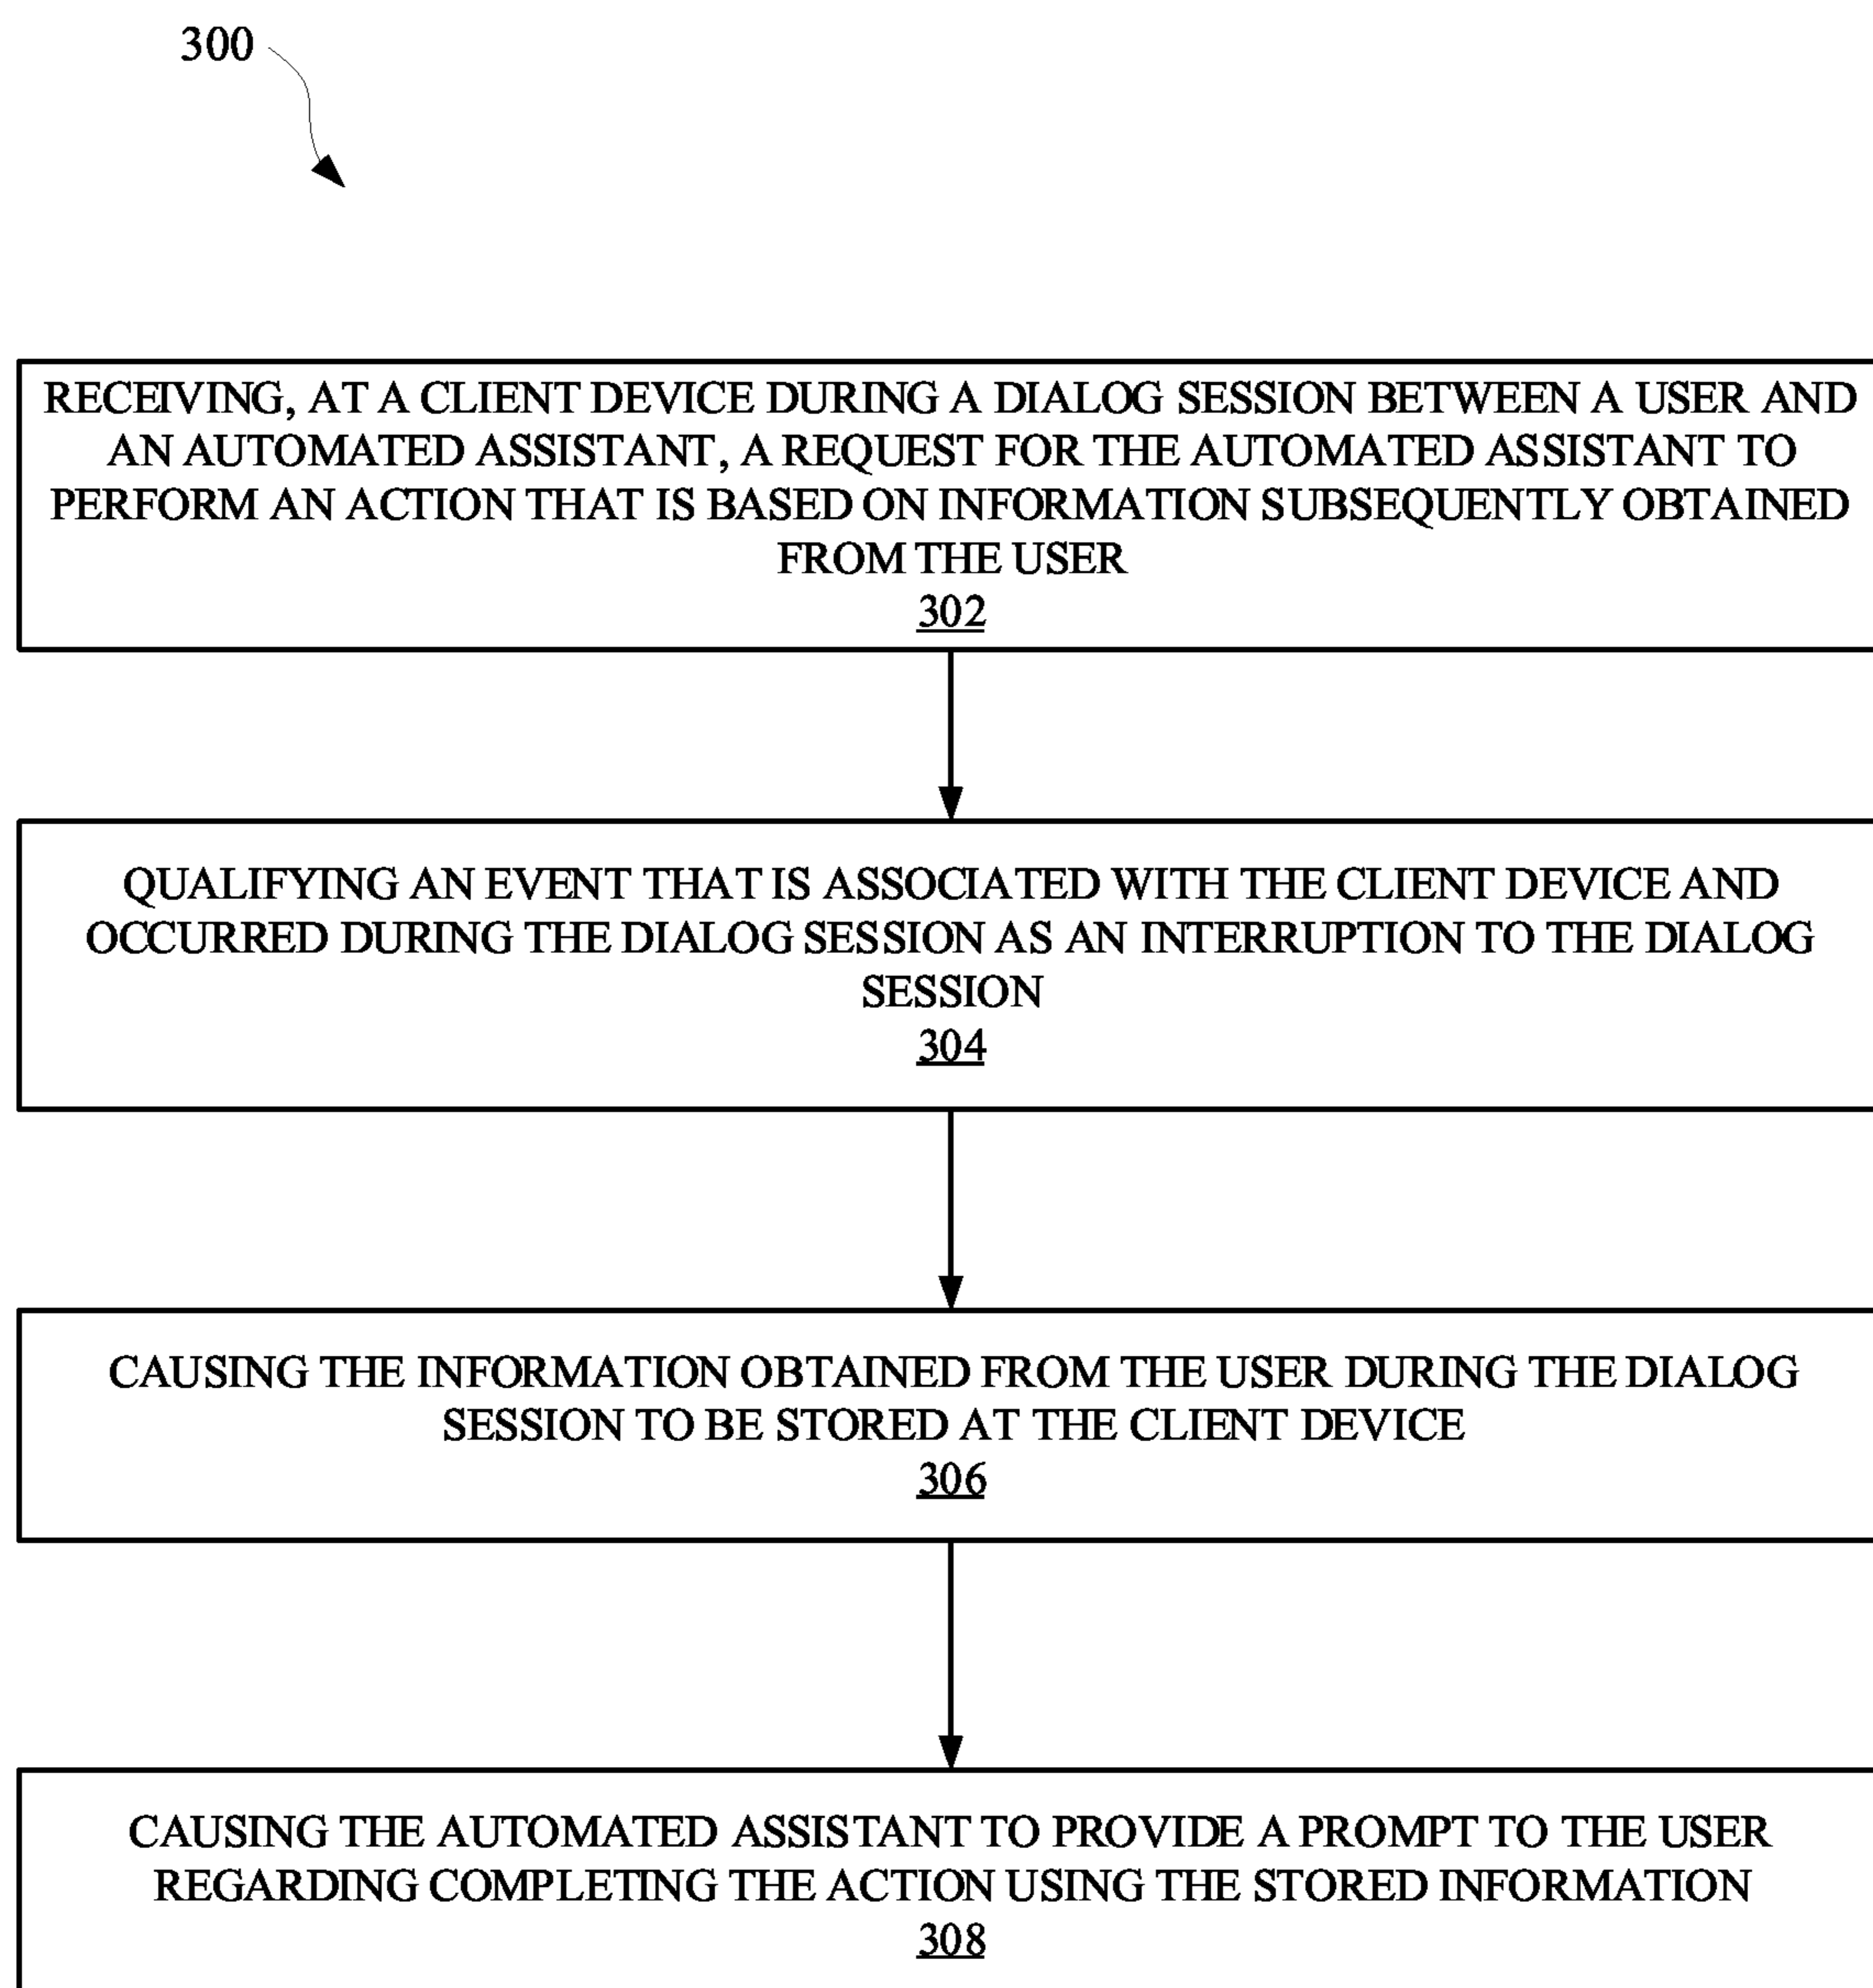 300
RECEIVING, AT A CLIENT DEVICE DURING A DIALOG SESSION BETWEEN A USER AND
AN AUTOMATED ASSISTANT, A REQUEST FOR THE AUTOMATED ASSISTANT TO
PERFORM AN ACTION THAT IS BASED ON INFORMATION SUBSEQUENTLY OBTAINED
FROM THE USER
302
QUALIFYING AN EVENT THAT IS ASSOCIATED WITH THE CLIENT DEVICE AND
OCCURRED DURING THE DIALOG SESSION AS AN INTERRUPTION TO THE DIALOG
SESSION
304
CAUSING THE INFORMATION OBTAINED FROM THE USER DURING THE DIALOG
SESSION TO BE STORED AT THE CLIENT DEVICE
306
CAUSING THE AUTOMATED ASSISTANT TO PROVIDE A PROMPT TO THE USER
REGARDING COMPLETING THE ACTION USING THE STORED INFORMATION
308